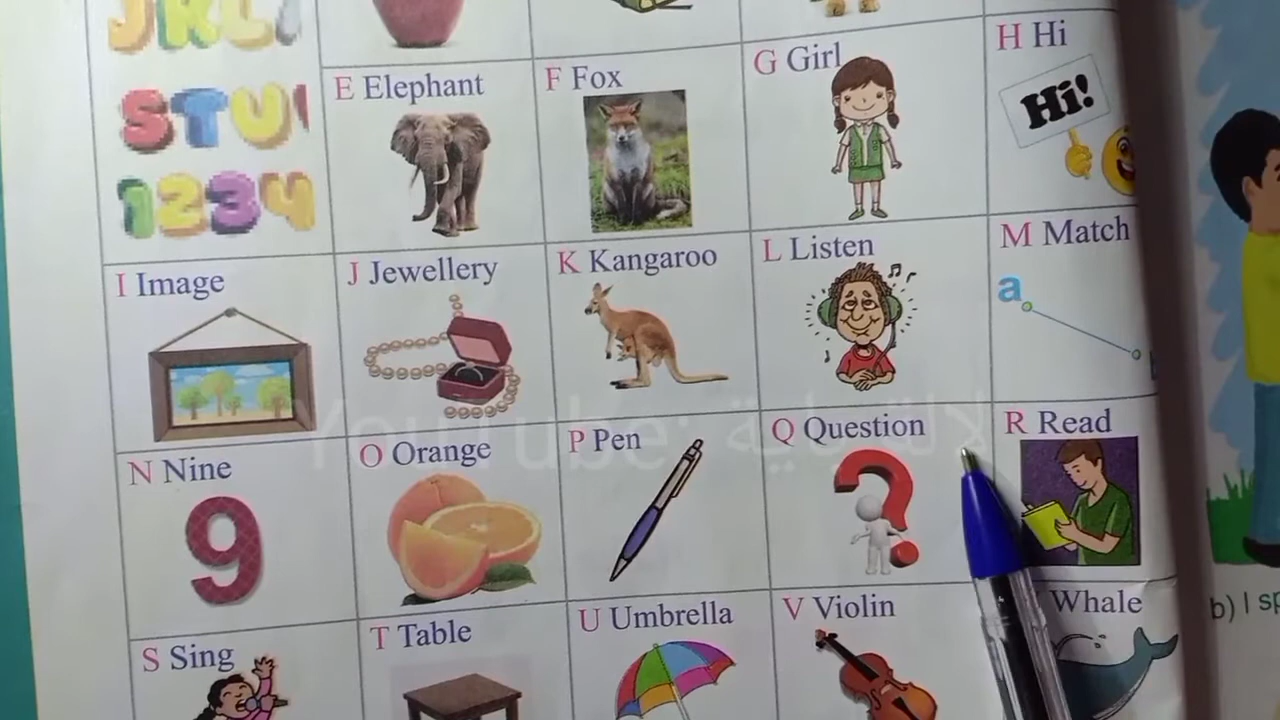 JKL
STU
1234
E Elephant
F Fox
G Girl
H Hi
Hi!
I Image
J Jewellery
K Kangaroo
L Listen
M Match
a
N Nine
9
O Orange
P Pen
Q Question
?
R Read
S Sing
T Table
U Umbrella
V Violin
Whale
b) I sp
YouTube: